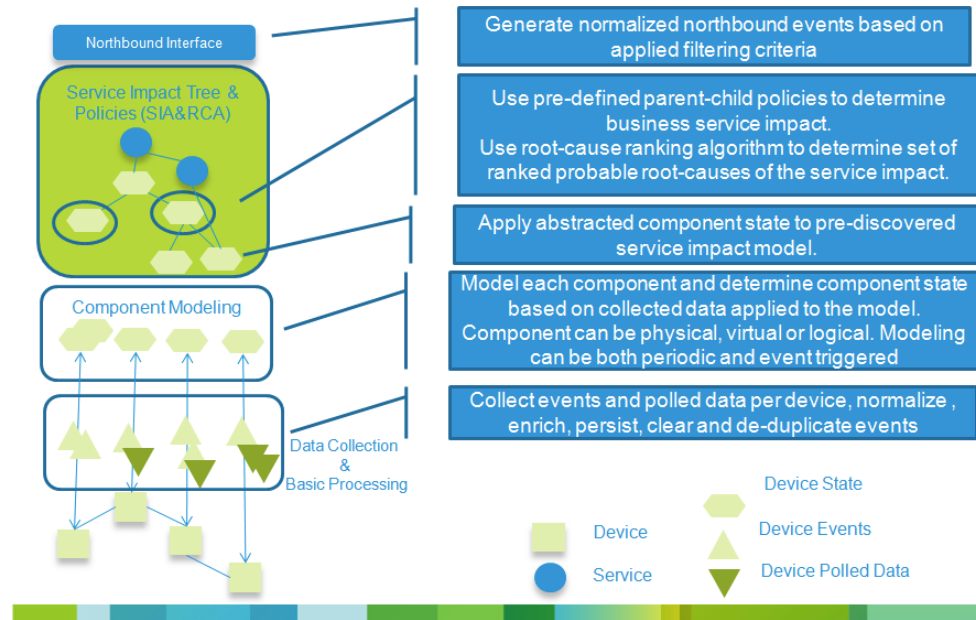 Northbound Interface
Generate normalized northbound events based on
applied filtering criteria
Service Impact Tree &
Policies (SIA&RCA)
Use pre-defined parent-child policies to determine
business service impact.
Use root-cause ranking algorithm to determine set of
ranked probable root-causes of the service impact.
Apply abstracted component state to pre-discovered
service impact model.
Component Modeling
Model each component and determine component state
based on collected data applied to the model.
Component can be physical, virtual or logical. Modeling
can be both periodic and event triggered
Collect events and polled data per device, normalize ,
enrich, persist, clear and de-duplicate events
Data Collection
&
Basic Processing
Device
Service
Device State
Device Events
Device Polled Data